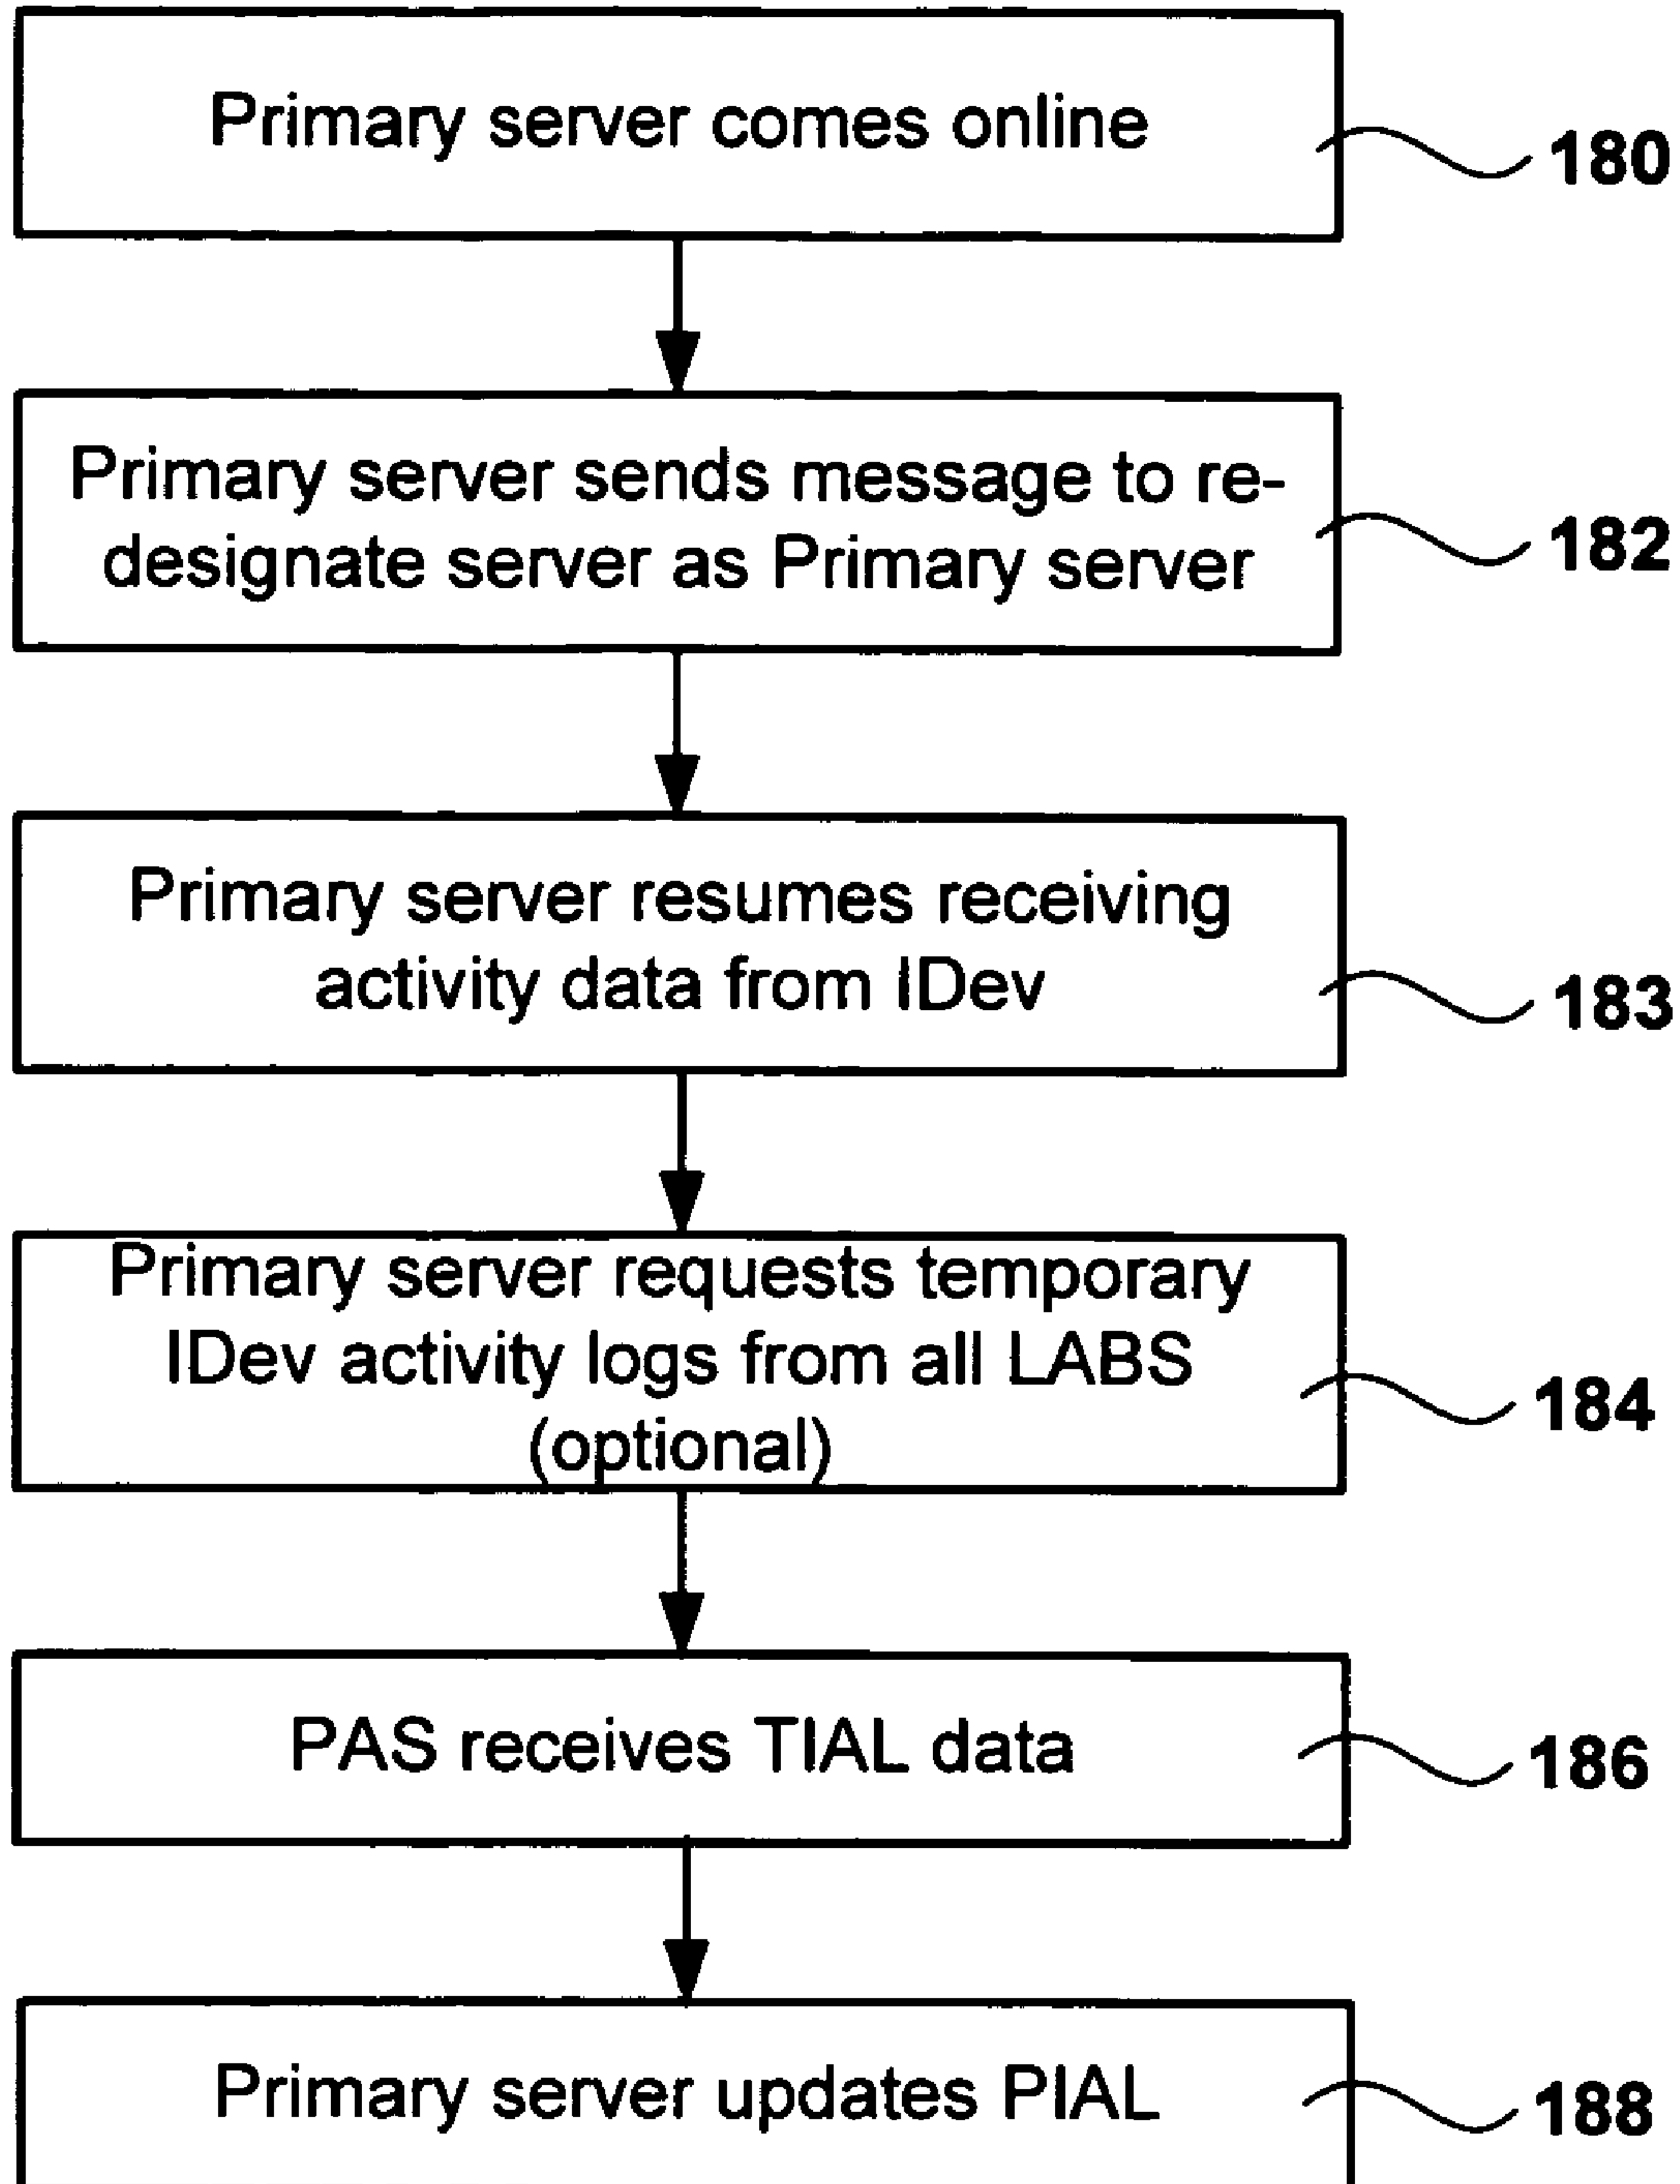 Primary server comes online
180
Primary server sends message to re-
designate server as Primary server
182
Primary server resumes receiving
activity data from IDev
183
Primary server requests temporary
IDev activity logs from all LABS
(optional)
184
PAS receives TIAL data
186
Primary server updates PIAL
188